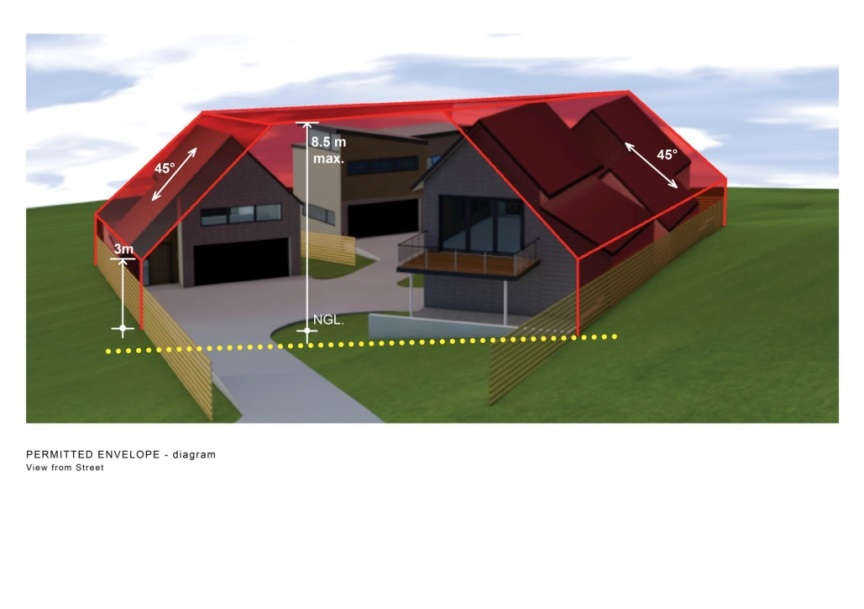 45°
8.5 m
max.
45°
3m
NGL.
PERMITTED ENVELOPE - diagram
View from Street